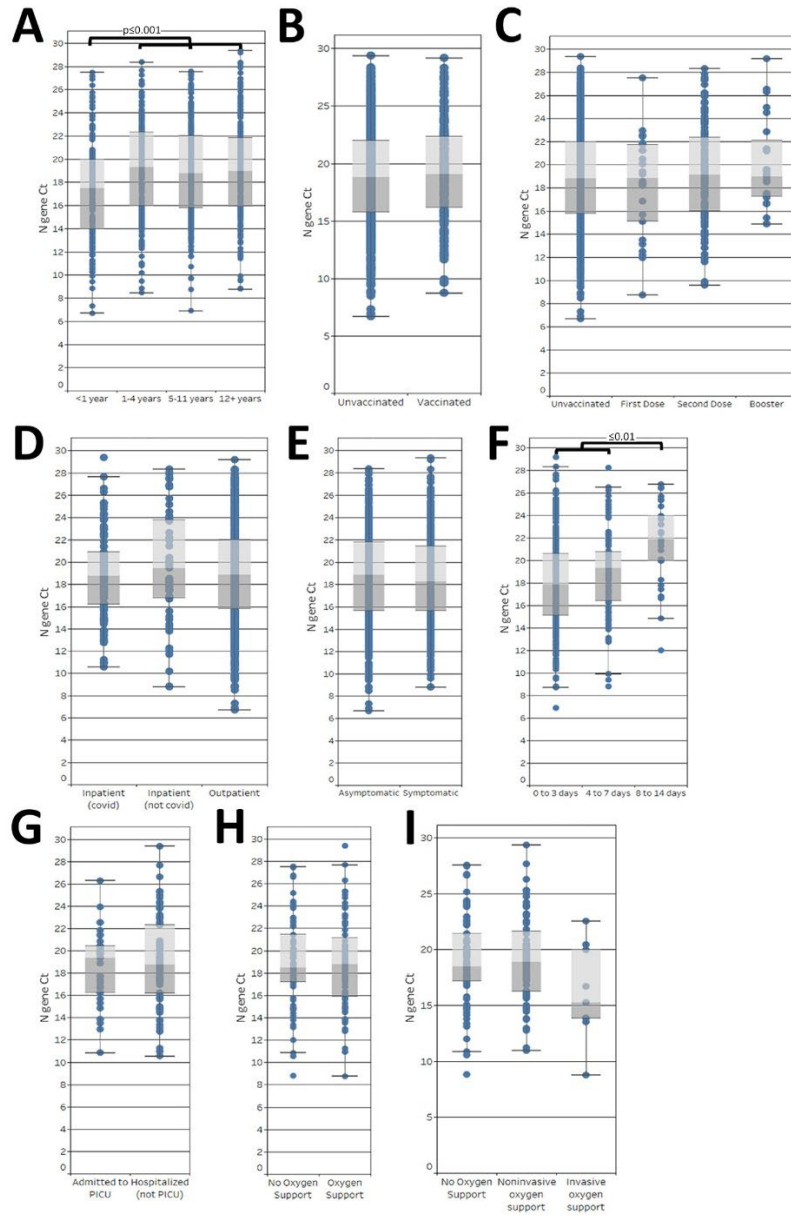 A
p≤0.001
N gene Ct
30
28
26
24
22
20
18
16
14
12
10
8
6
4
2
0
<1 year
1-4 years
5-11 years
12+ years
B
N gene Ct
30
25
20
15
10
5
0
Unvaccinated
Vaccinated
C
N gene Ct
30
28
26
24
22
20
18
16
14
12
10
8
6
4
2
0
Unvaccinated
First Dose
Second Dose
Booster
D
N gene Ct
30
28
26
24
22
20
18
16
14
12
10
8
6
4
2
0
Inpatient
(covid)
Inpatient
(not covid)
Outpatient
E
N gene Ct
30
28
26
24
22
20
18
16
14
12
10
8
6
4
2
0
Asymptomatic
Symptomatic
F
≤0.01
N gene Ct
30
28
26
24
22
20
18
16
14
12
10
8
6
4
2
0
0 to 3 days
4 to 7 days
8 to 14 days
G
N gene Ct
30
28
26
24
22
20
18
16
14
12
10
8
6
4
2
0
Admitted to
PICU
Hospitalized
(not PICU)
H
N gene Ct
30
28
26
24
22
20
18
16
14
12
10
8
6
4
2
0
No Oxygen
Support
Oxygen
Support
I
N gene Ct
30
25
20
15
10
5
0
No Oxygen
Support
Noninvasive
oxygen
support
Invasive
oxygen
support